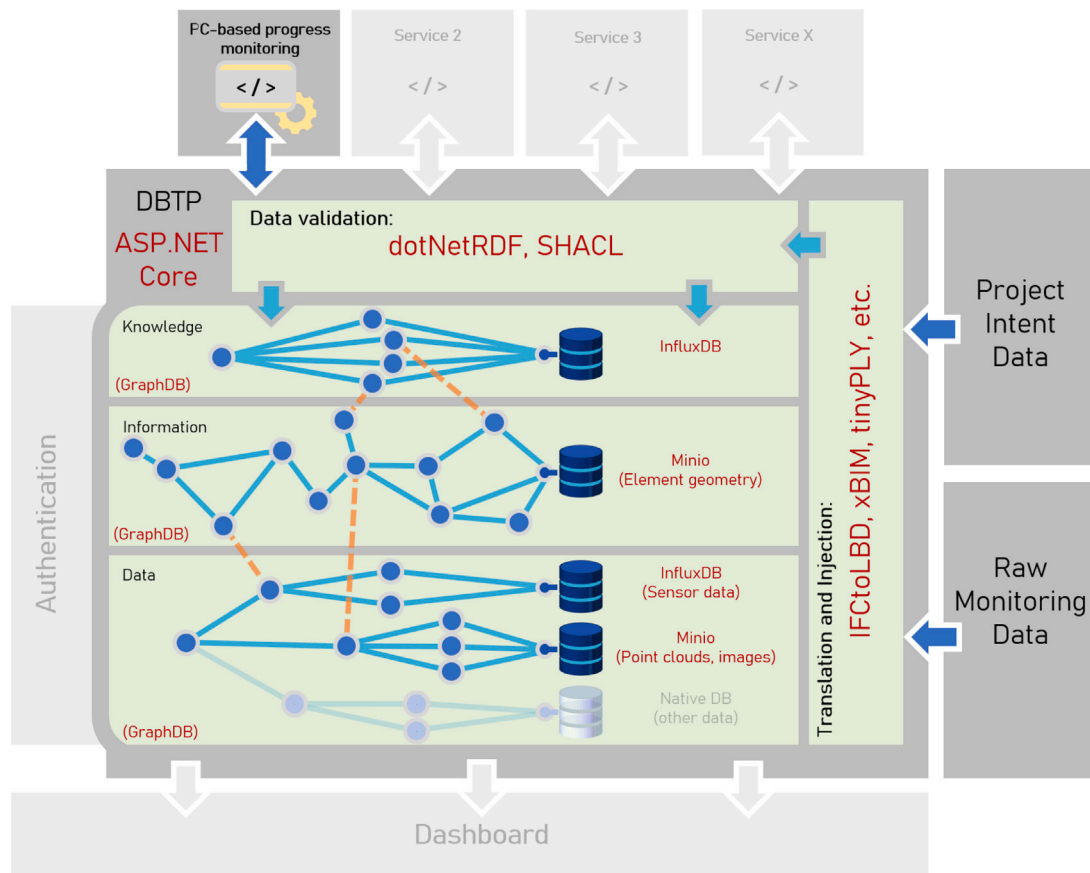 PC-based progress
monitoring
</>
Service 2
</>
Service 3
</>
Service X
</>
DBTP
ASP.NET
Core
Data validation:
dotNetRDF, SHACL
Knowledge
(GraphDB)
InfluxDB
Information
(GraphDB)
Minio
(Element geometry)
Data
(GraphDB)
InfluxDB
(Sensor data)
Minio
(Point clouds, images)
Native DB
(other data)
Translation and Injection:
IFCtoLBD, xBIM, tinyPLY, etc.
Project
Intent
Data
Raw
Monitoring
Data
Authentication
Dashboard